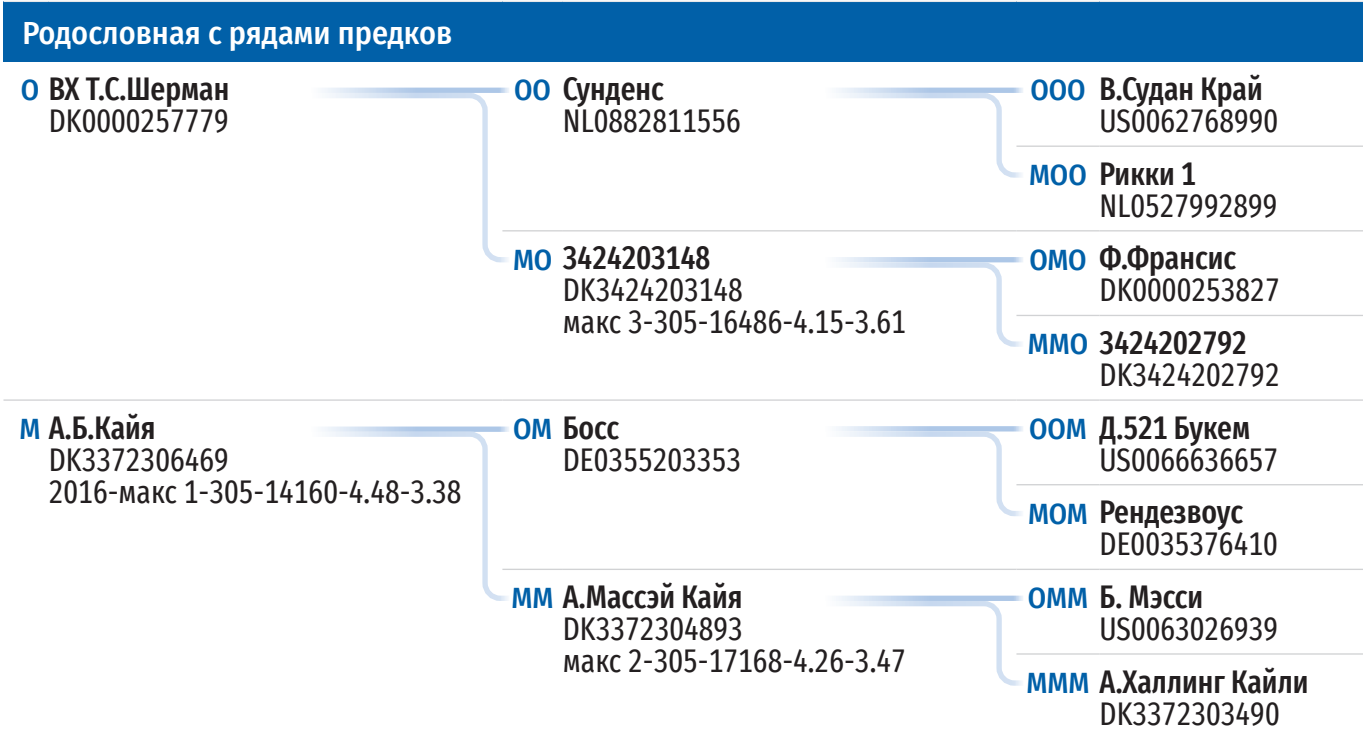 Родословная с рядами предков
О ВХ Т.С.Шерман
DK0000257779
ОО Сунденс
NL0882811556
ООО В.Судан Край
US0062768990
МОО Рикки 1
NL0527992899
МО 3424203148
DK3424203148
макс 3-305-16486-4.15-3.61
ОМО Ф.Франсис
DK0000253827
ММО 3424202792
DK3424202792
М А.Б.Кайя
DK3372306469
2016-макс 1-305-14160-4.48-3.38
ОМ Босс
DE0355203353
ООМ Д.521 Букем
US0066636657
МОМ Рендезвоус
DE0035376410
ММ А.Массэй Кайя
DK3372304893
макс 2-305-17168-4.26-3.47
ОММ Б. Мэсси
US0063026939
МММ А.Халлинг Кайли
DK3372303490